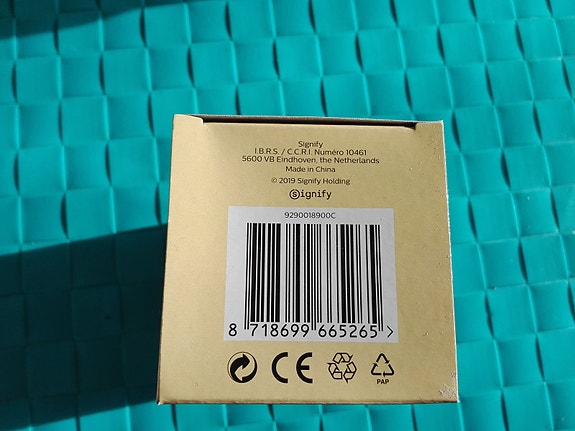 Signify
I.B.R.S. / C.C.R.I. Numéro 10461
5600 VB Eindhoven, the Netherlands
Made in China
© 2019 Signify Holding
Signify
9290018900C
8 718699 665265 >
CE
PAP